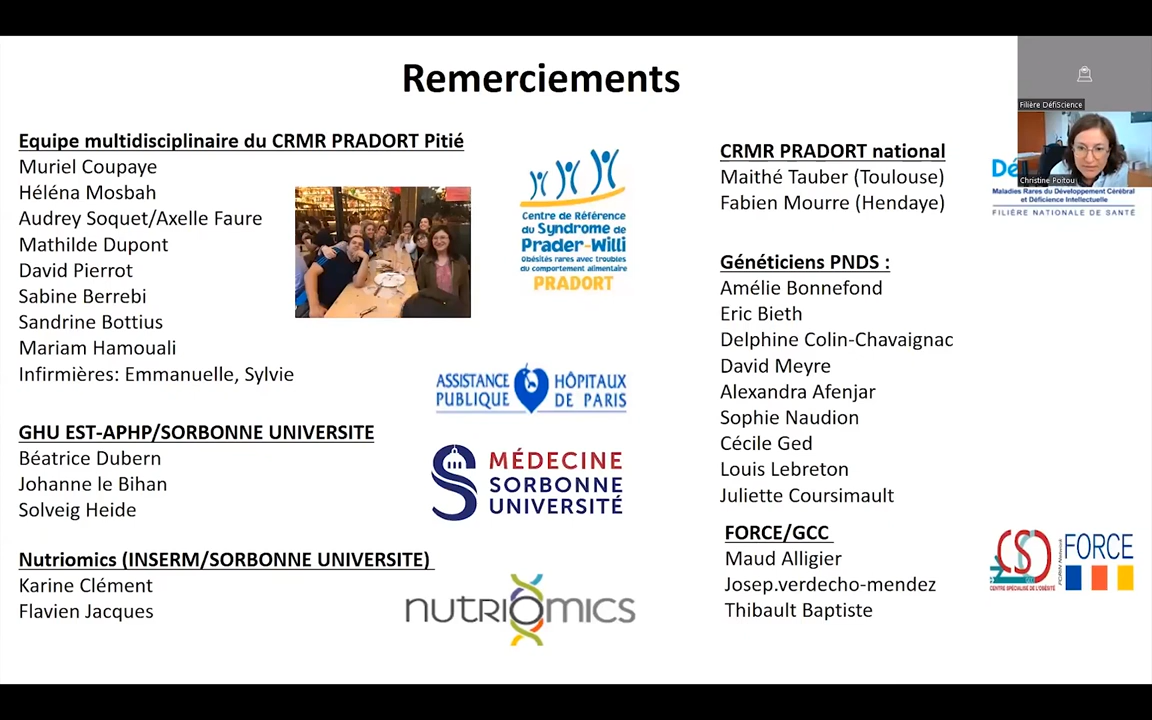 Remerciements
Equipe multidisciplinaire du CRMR PRADORT Pitié
Muriel Coupaye
Héléna Mosbah
Audrey Soquet/Axelle Faure
Mathilde Dupont
David Pierrot
Sabine Berrebi
Sandrine Bottius
Mariam Hamouali
Infirmières: Emmanuelle, Sylvie
GHU EST-APHP/SORBONNE UNIVERSITE
Béatrice Dubern
Johanne le Bihan
Solveig Heide
Nutriomics (INSERM/SORBONNE UNIVERSITE)
Karine Clément
Flavien Jacques
Centre de Référence
du Syndrome de
Prader-Willi
Obésités rares avec troubles
du comportement alimentaire
PRADORT
ASSISTANCE HÔPITAUX
PUBLIQUE DE PARIS
MÉDECINE
SORBONNE
UNIVERSITÉ
nutriomics
CRMR PRADORT national
Maithé Tauber (Toulouse)
Fabien Mourre (Hendaye)
Généticiens PNDS :
Amélie Bonnefond
Eric Bieth
Delphine Colin-Chavaignac
David Meyre
Alexandra Afenjar
Sophie Naudion
Cécile Ged
Louis Lebreton
Juliette Coursimault
FORCE/GCC
Maud Alligier
Josep.verdecho-mendez
Thibault Baptiste
Filière DéfiScience
Christine Poitou
Maladies Rares du Développement Cérébral
et Déficience Intellectuelle
FILIÈRE NATIONALE DE SANTÉ
CSO
CENTRE SPÉCIALISÉ DE L'OBÉSITÉ
FORCE